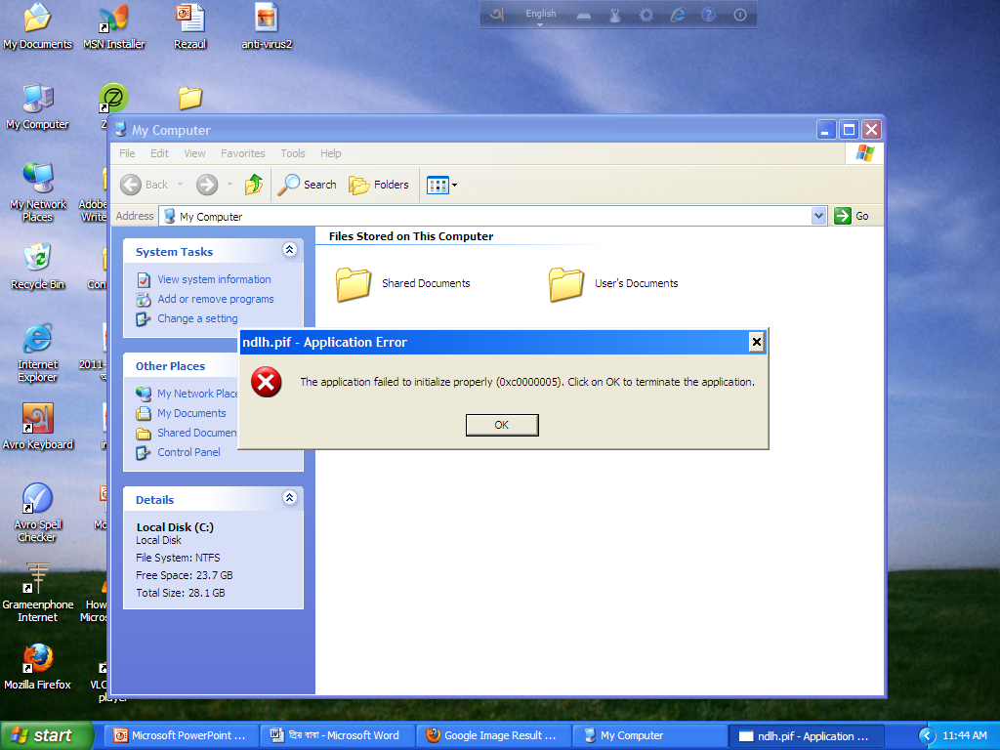 English
My Documents
MSN Installer
Rezaul
anti-virus2
My Computer
My Network Places
Adobe
Write
Recycle Bin
Con
Internet Explorer
2011-
Avro Keyboard
Avro Spell Checker
Mo
Grameenphone Internet
How
Micros
Mozilla Firefox
VLC
player
My Computer
File Edit View Favorites Tools Help
Back Search Folders
Address My Computer Go
System Tasks
View system information
Add or remove programs
Change a setting
Other Places
My Network Place
My Documents
Shared Documen
Control Panel
Details
Local Disk (C:)
Local Disk
File System: NTFS
Free Space: 23.7 GB
Total Size: 28.1 GB
Files Stored on This Computer
Shared Documents User's Documents
ndlh.pif - Application Error
The application failed to initialize properly (0xc0000005). Click on OK to terminate the application.
OK
start Microsoft PowerPoint ... প্রিয় বাবা - Microsoft Word Google Image Result ... My Computer ndlh.pif - Application ... 11:44 AM